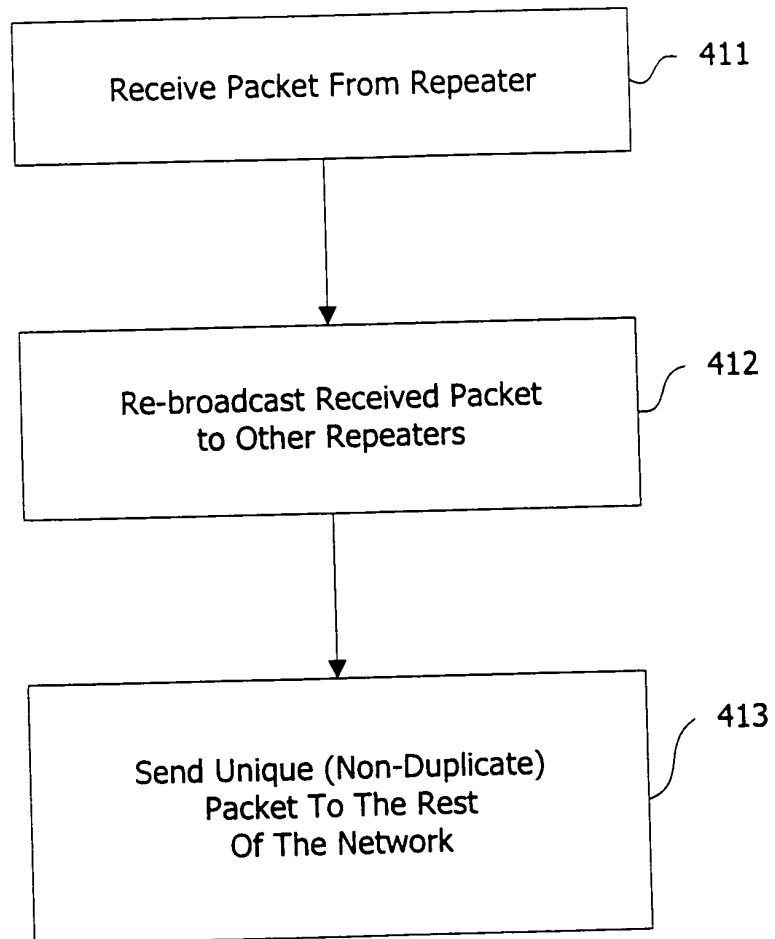 Receive Packet From Repeater
411
Re-broadcast Received Packet
to Other Repeaters
412
Send Unique (Non-Duplicate)
Packet To The Rest
Of The Network
413